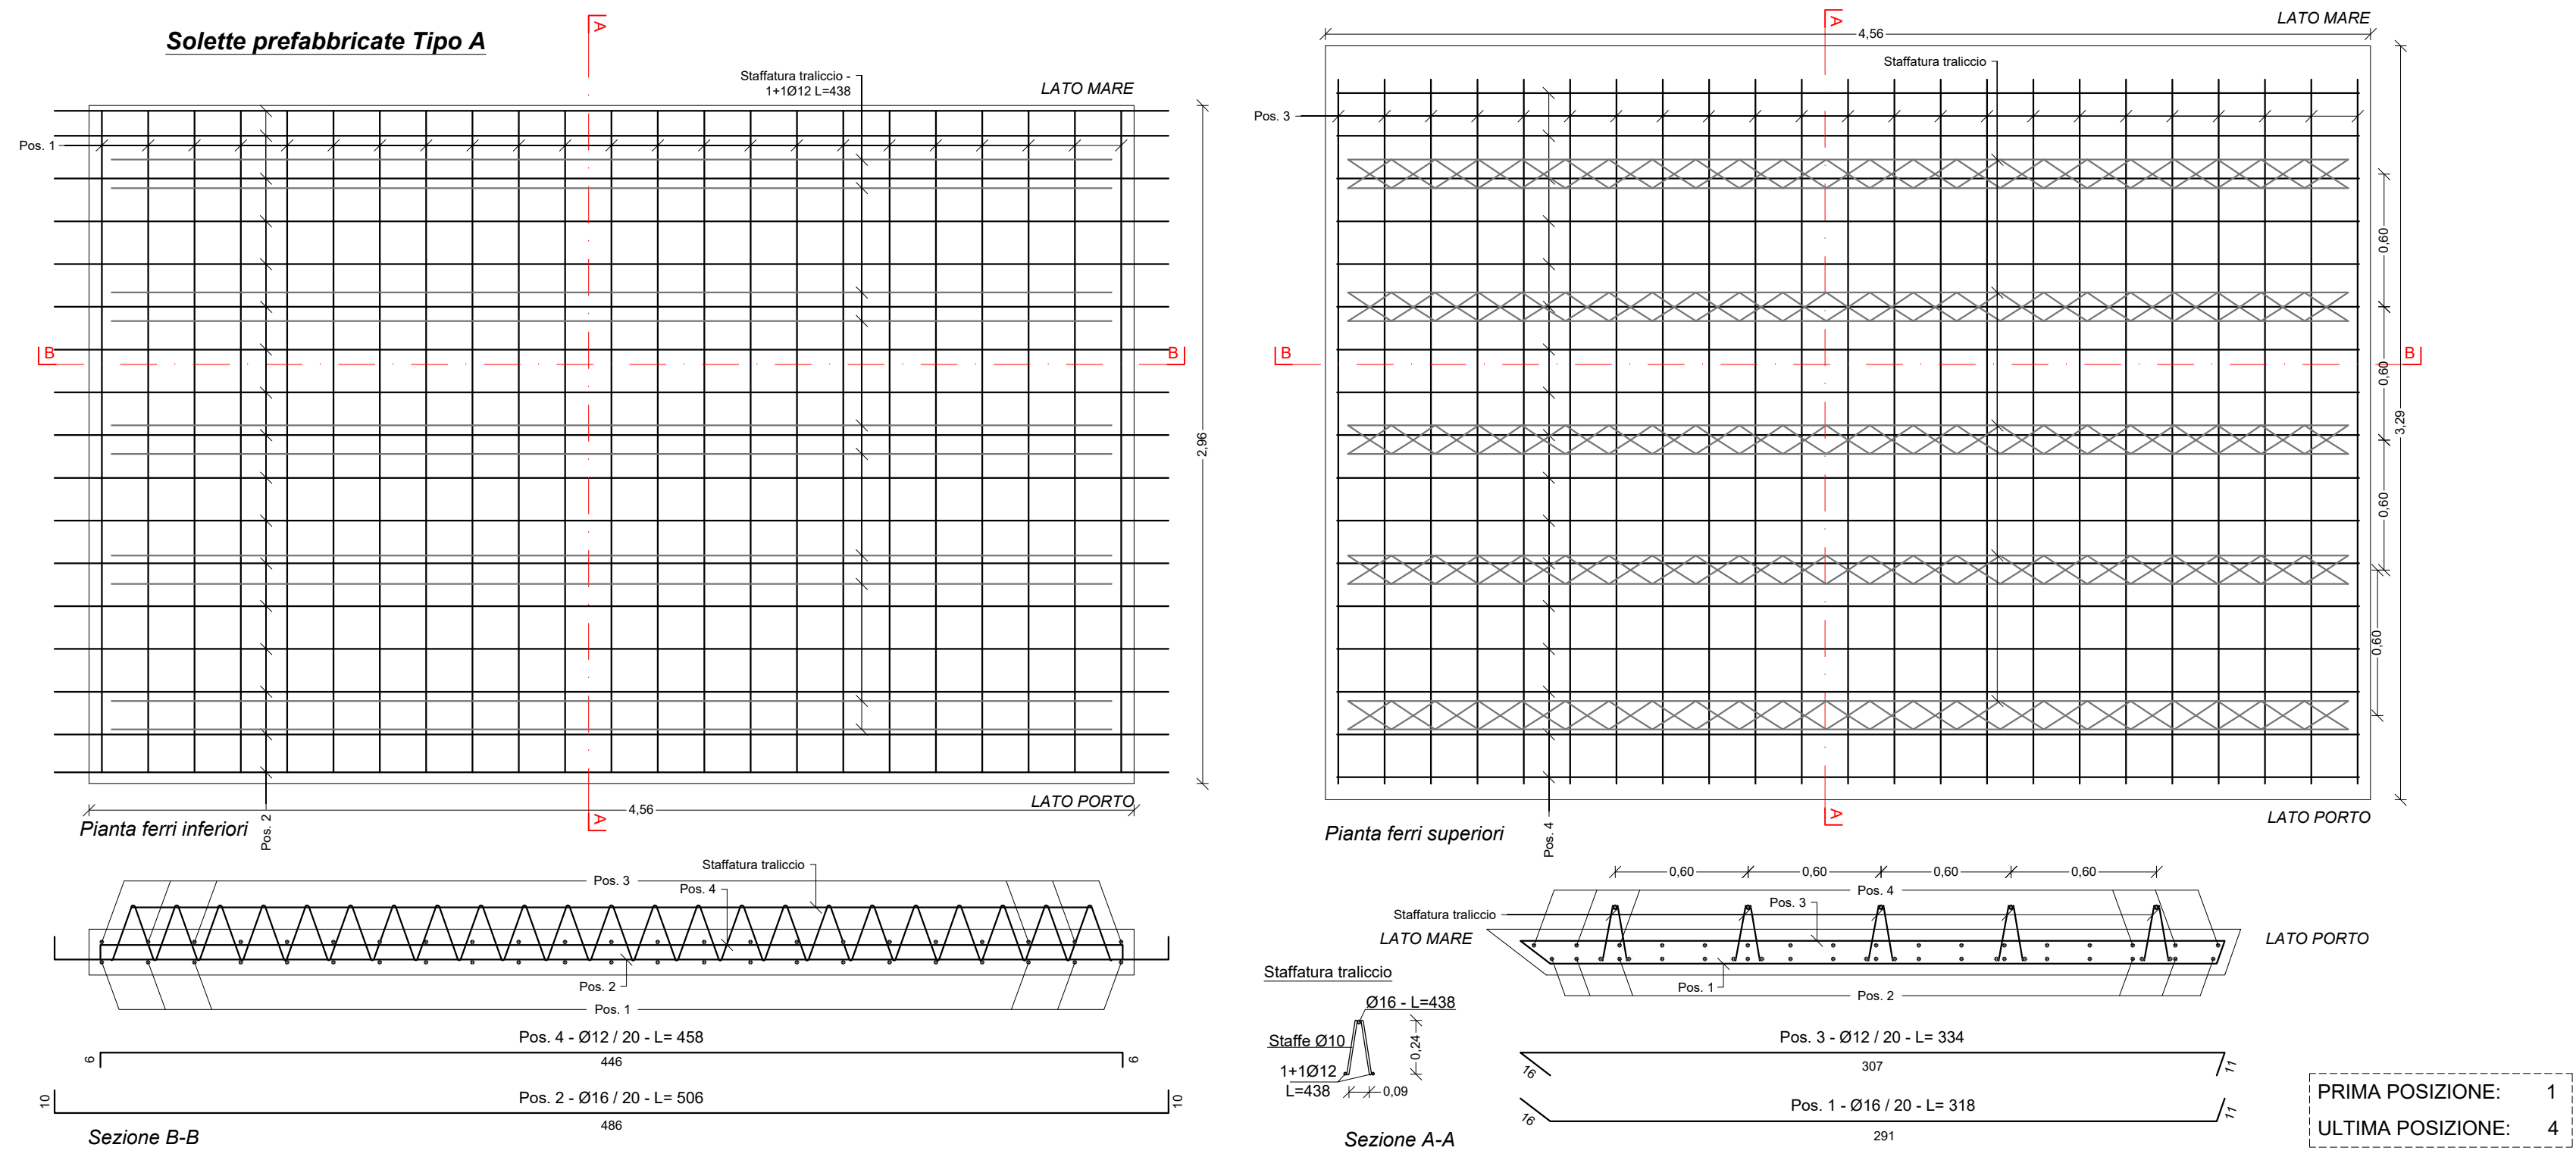 Solette prefabbricate Tipo A
A
Staffatura traliccio -
1+1Ø12 L=438
LATO MARE
Pos. 1
B
B
2,96
LATO PORTO
4,56
A
Pianta ferri inferiori
Pos. 2
A
LATO MARE
4,56
Staffatura traliccio
Pos. 3
0,60
B
B
0,60
3,29
0,60
0,60
A
LATO PORTO
Pianta ferri superiori
Pos. 4
Staffatura traliccio
Pos. 3
Pos. 4
Pos. 2
Pos. 1
Pos. 4 - Ø12 / 20 - L= 458
6
446
6
Pos. 2 - Ø16 / 20 - L= 506
10
486
10
Sezione B-B
0,60
0,60
0,60
0,60
Pos. 4
Pos. 3
Staffatura traliccio
LATO MARE
LATO PORTO
Pos. 1
Pos. 2
Staffatura traliccio
Ø16 - L=438
Staffe Ø10
0,24
1+1Ø12
L=438
0,09
Pos. 3 - Ø12 / 20 - L= 334
16
307
11
Pos. 1 - Ø16 / 20 - L= 318
16
291
11
Sezione A-A
PRIMA POSIZIONE: 1
ULTIMA POSIZIONE: 4